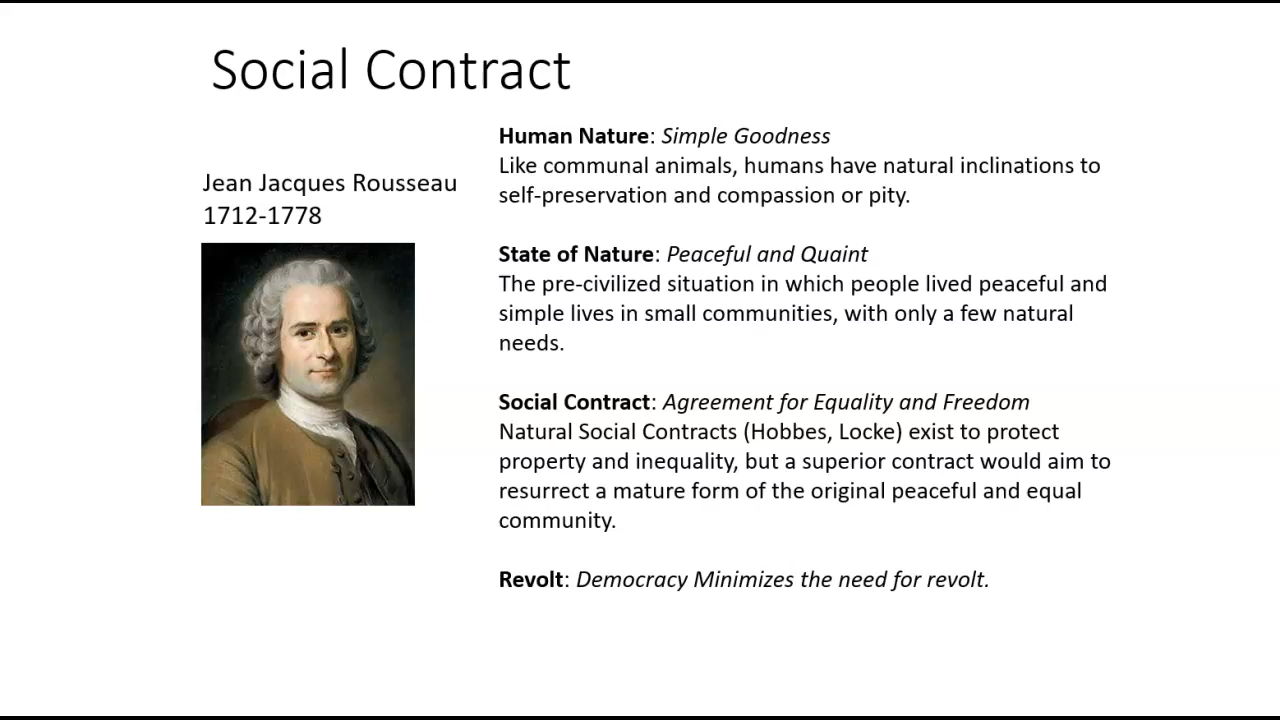 Social Contract
Jean Jacques Rousseau
1712-1778
Human Nature: Simple Goodness
Like communal animals, humans have natural inclinations to
self-preservation and compassion or pity.
State of Nature: Peaceful and Quaint
The pre-civilized situation in which people lived peaceful and
simple lives in small communities, with only a few natural
needs.
Social Contract: Agreement for Equality and Freedom
Natural Social Contracts (Hobbes, Locke) exist to protect
property and inequality, but a superior contract would aim to
resurrect a mature form of the original peaceful and equal
community.
Revolt: Democracy Minimizes the need for revolt.